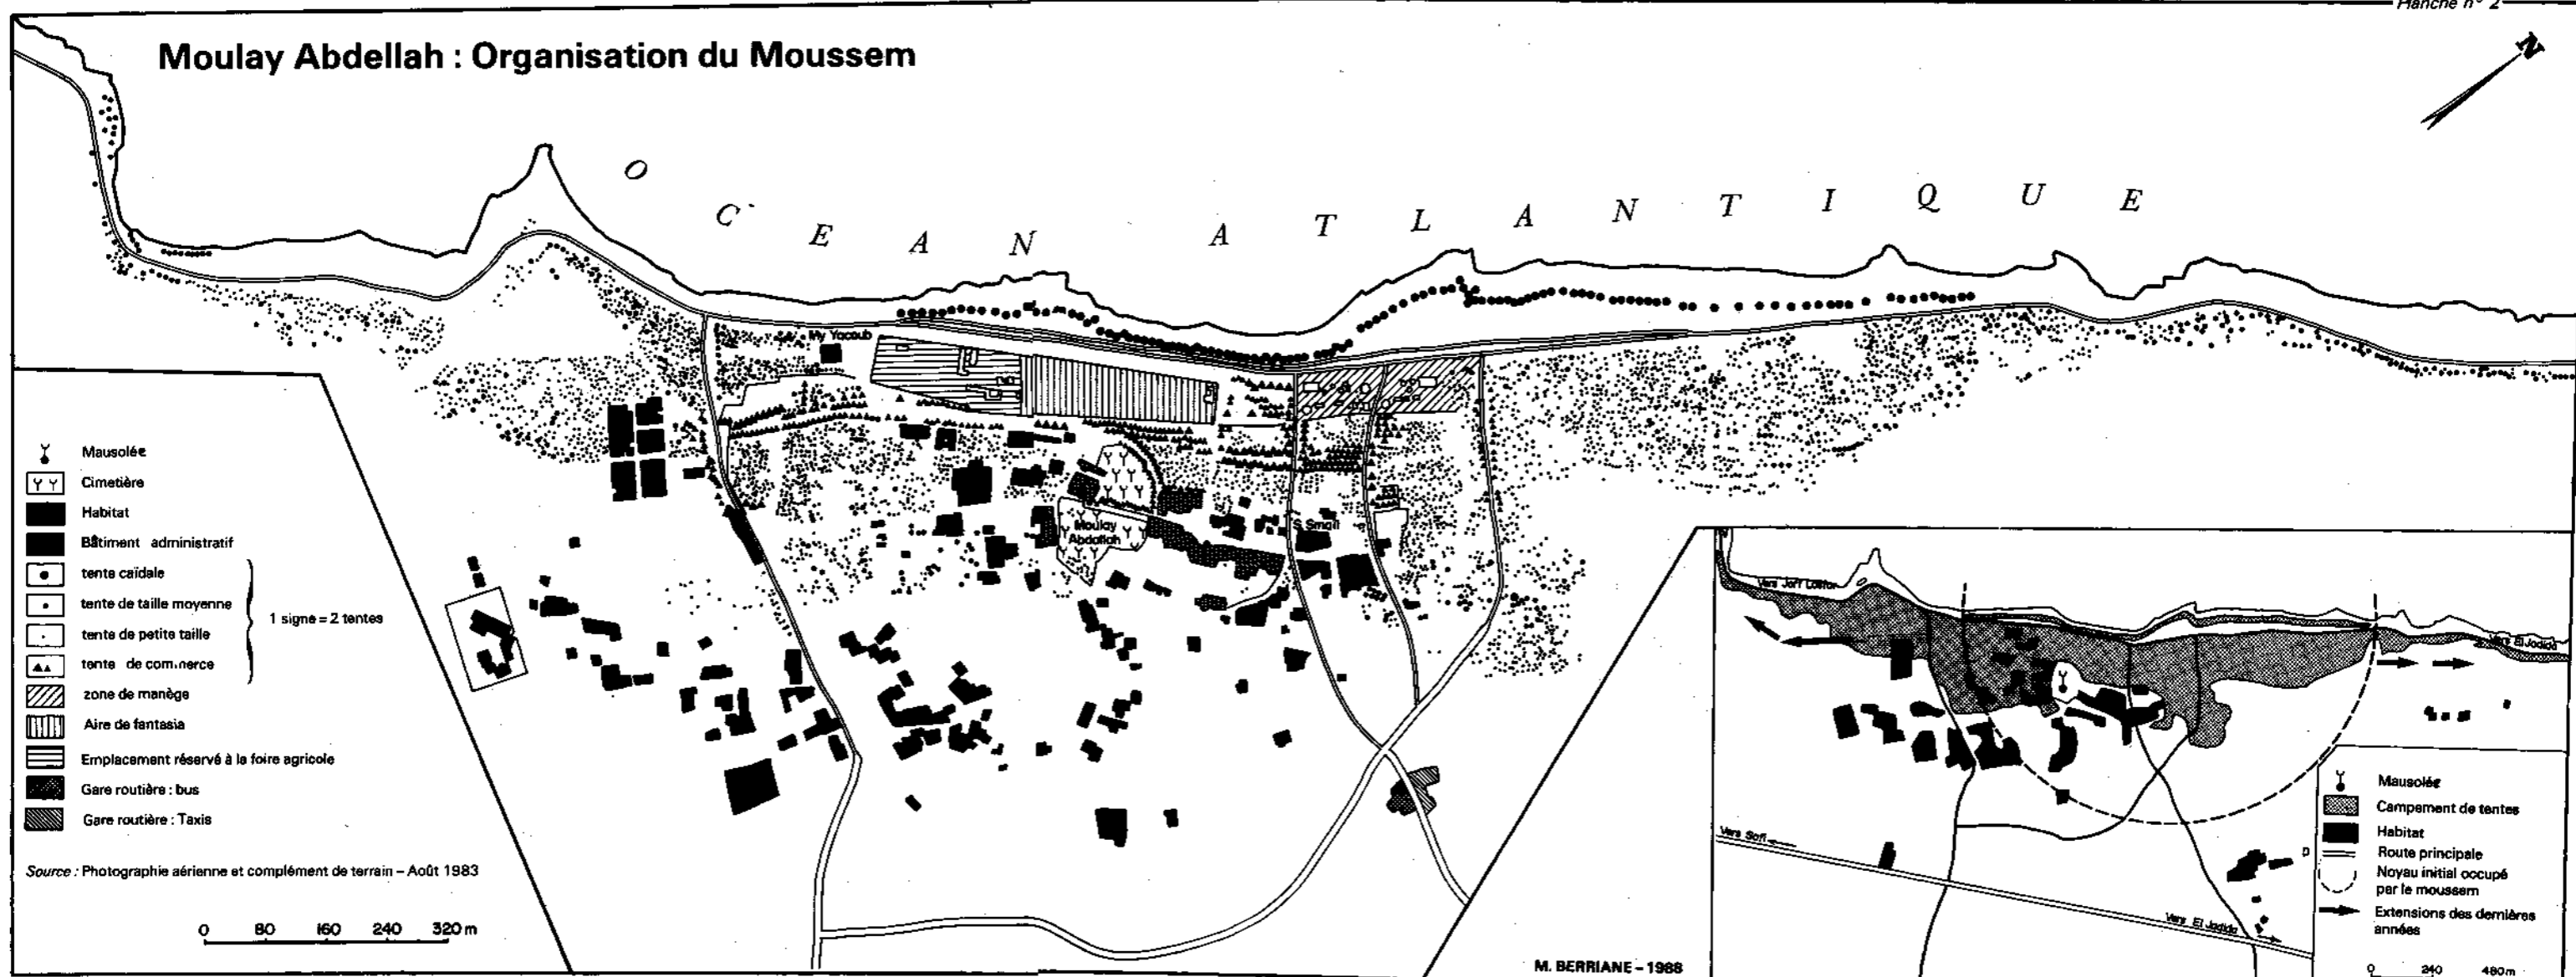 Planche n° 2
Moulay Abdellah : Organisation du Moussem
N
OCEAN ATLANTIQUE
My Yacoub
Moulay
Abdallah
S. Smail
Mausolée
Cimetière
Habitat
Bâtiment administratif
tente caïdale
tente de taille moyenne
tente de petite taille
tente de commerce
1 signe = 2 tentes
zone de manège
Aire de fantasia
Emplacement réservé à la foire agricole
Gare routière : bus
Gare routière : Taxis
Source : Photographie aérienne et complément de terrain – Août 1983
0 80 160 240 320 m
M. BERRIANE – 1986
Vers Jorf Lasfar
Vers El Jadida
Vers Safi
Vers El Jadida
Mausolée
Campement de tentes
Habitat
Route principale
Noyau initial occupé
par le moussem
Extensions des dernières
années
0 240 480 m